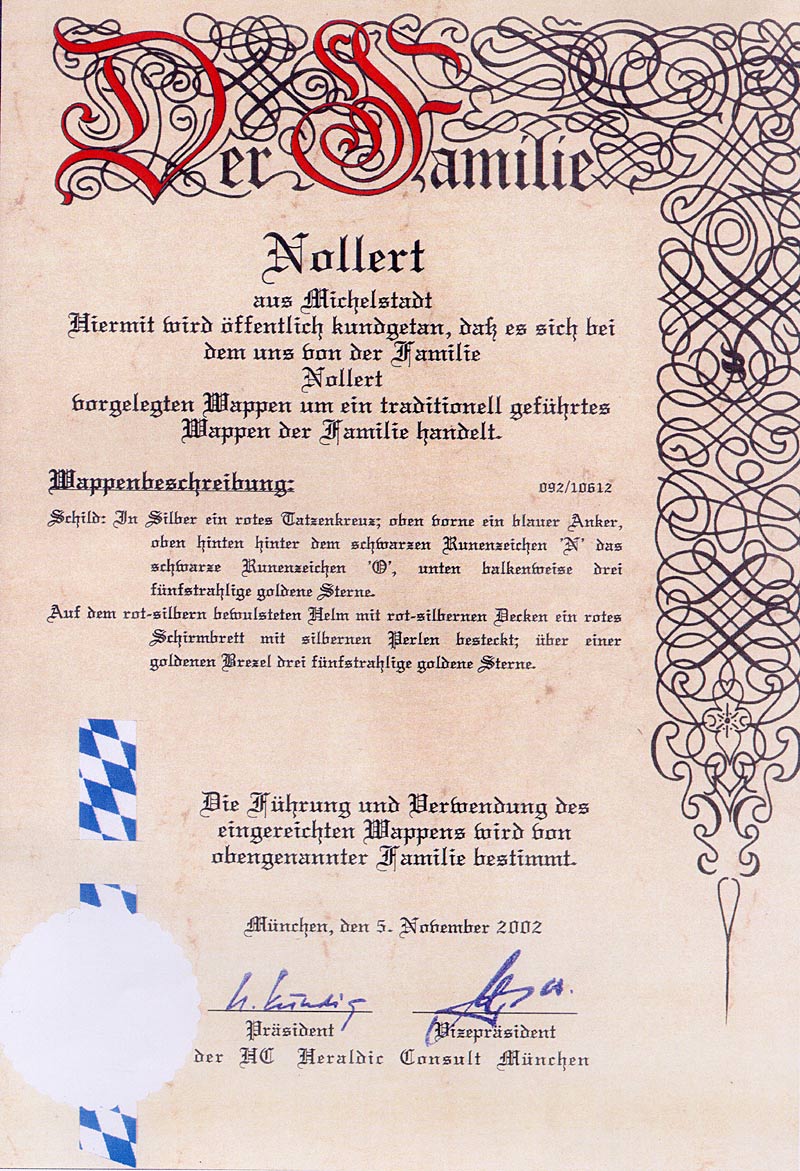 Der Familie
Nollert
aus Michelstadt
Hiermit wird öffentlich kundgetan, daß es sich bei
dem uns von der Familie
Nollert
vorgelegten Wappen um ein traditionell geführtes
Wappen der Familie handelt.
Wappenbeschreibung: 092/10612
Schild: In Silber ein rotes Tatzenkreuz; oben vorne ein blauer Anker,
oben hinten hinter dem schwarzen Runenzeichen 'N' das
schwarze Runenzeichen 'O', unten balkenweise drei
fünfstrahlige goldene Sterne.
Auf dem rot-silbern bewulsteten Helm mit rot-silbernen Decken ein rotes
Schirmbrett mit silbernen Perlen besteckt; über einer
goldenen Brezel drei fünfstrahlige goldene Sterne.
Die Führung und Verwendung des
eingereichten Wappens wird von
obengenannter Familie bestimmt.
München, den 5. November 2002
Präsident Vizepräsident
der HC Heraldic Consult München